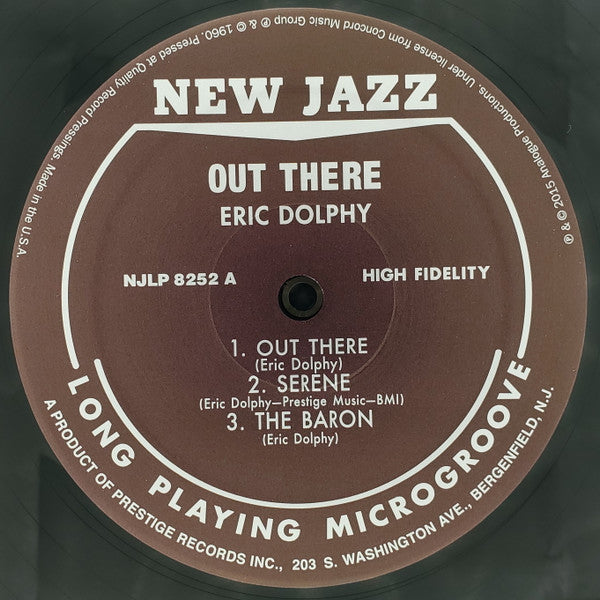 ℗ & © 2015 Analogue Productions. Under license from Concord Music Group ℗ & © 1960. Pressed at Quality Record Pressings. Made in the U.S.A.
NEW JAZZ
OUT THERE
ERIC DOLPHY
NJLP 8252 A
HIGH FIDELITY
1. OUT THERE
(Eric Dolphy)
2. SERENE
(Eric Dolphy—Prestige Music—BMI)
3. THE BARON
(Eric Dolphy)
LONG PLAYING MICROGROOVE
A PRODUCT OF PRESTIGE RECORDS INC., 203 S. WASHINGTON AVE., BERGENFIELD, N.J.